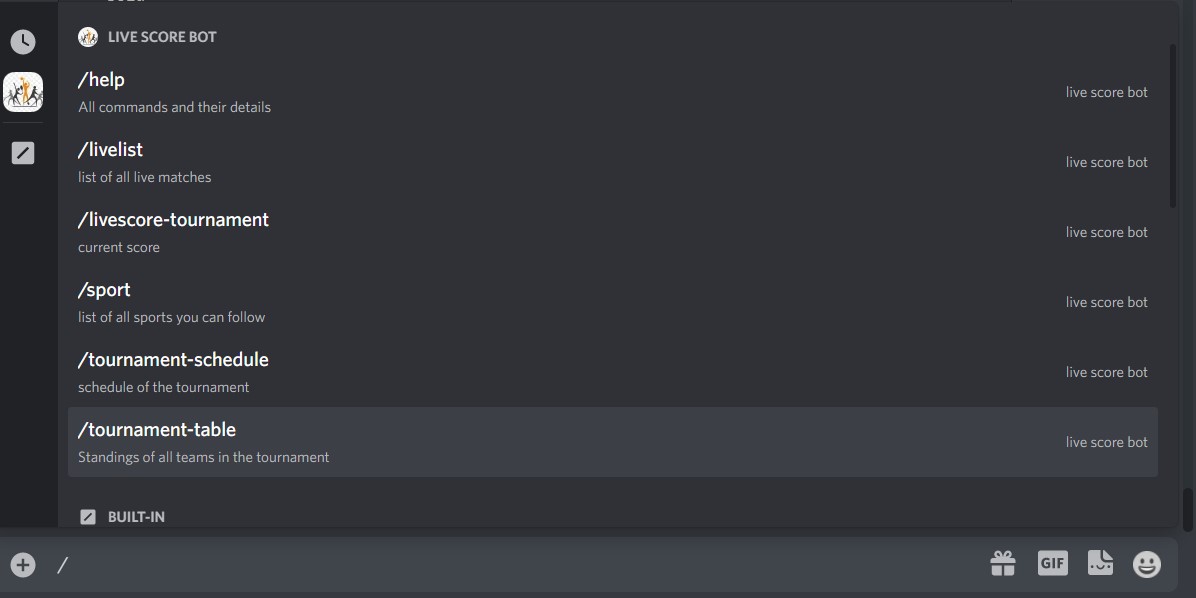 LIVE SCORE BOT
/help
All commands and their details
live score bot
/livelist
list of all live matches
live score bot
/livescore-tournament
current score
live score bot
/sport
list of all sports you can follow
live score bot
/tournament-schedule
schedule of the tournament
live score bot
/tournament-table
Standings of all teams in the tournament
live score bot
BUILT-IN
/
GIF